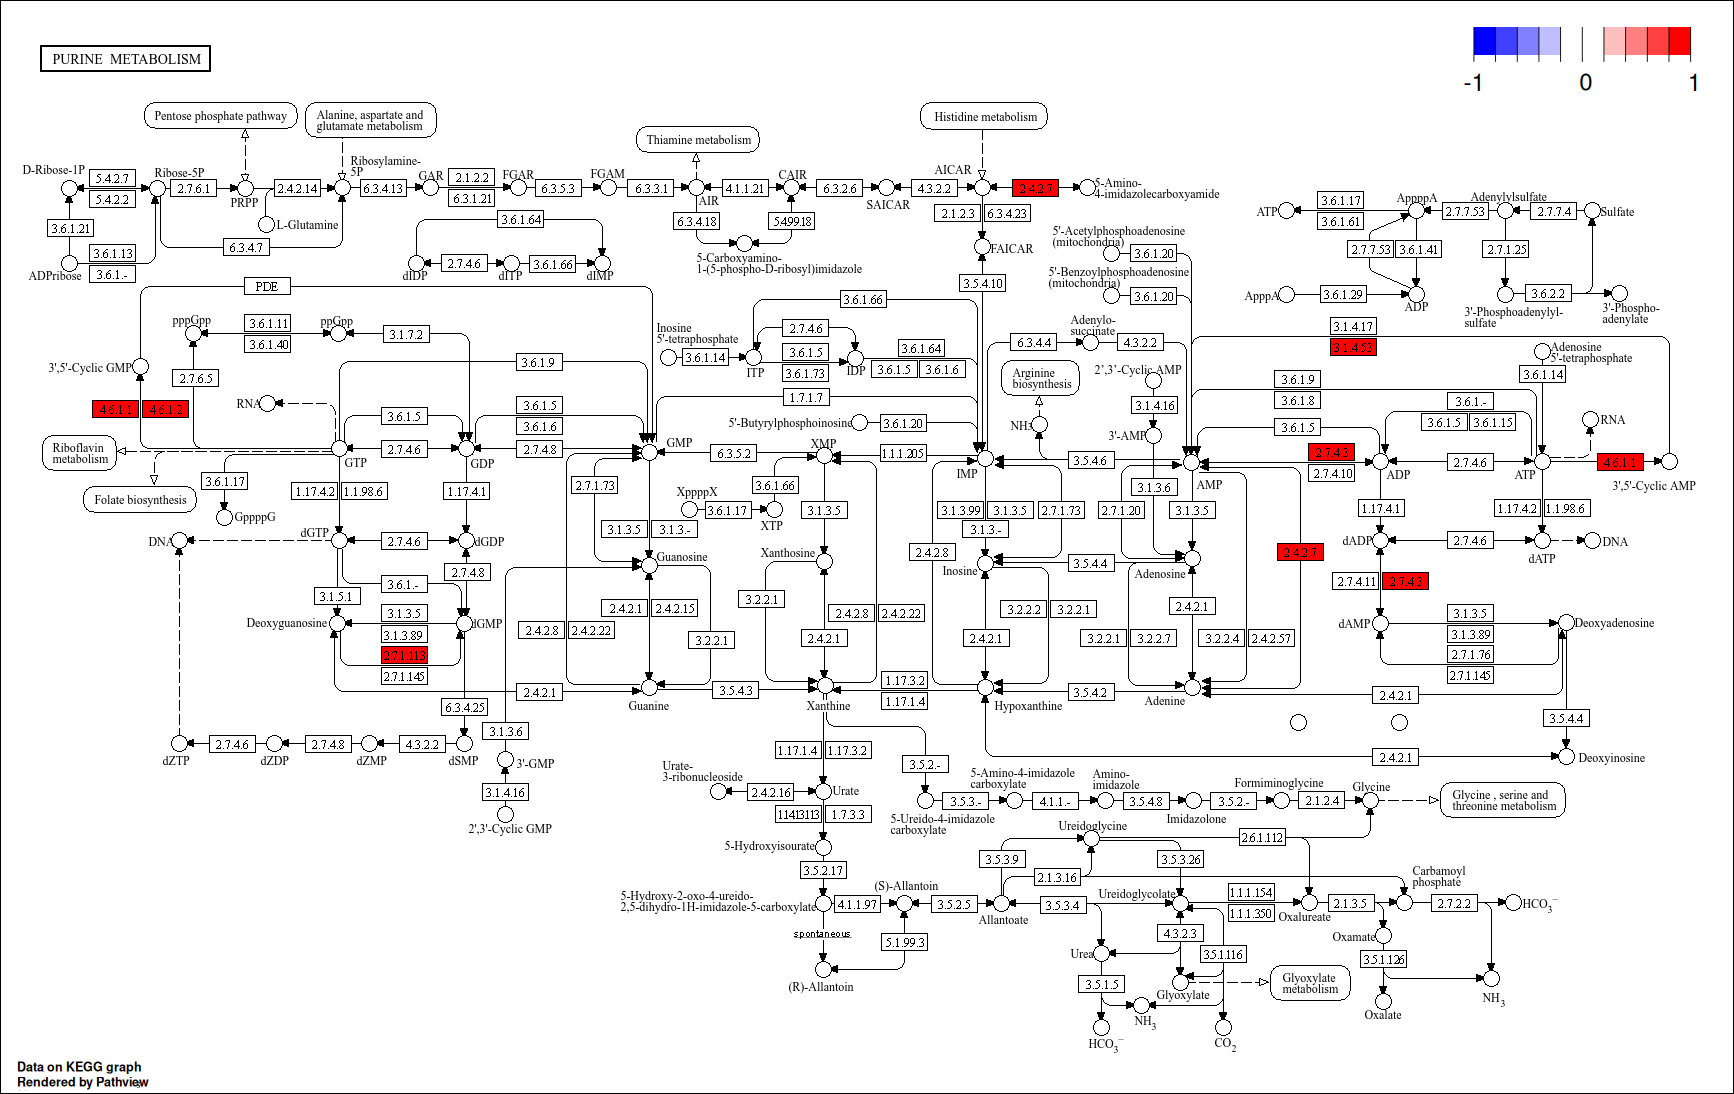 PURINE METABOLISM
-1 0 1
Pentose phosphate pathway
Alanine, aspartate and
glutamate metabolism
Thiamine metabolism
Histidine metabolism
D-Ribose-1P
5.4.2.7
5.4.2.2
Ribose-5P
2.7.6.1
PRPP
2.4.2.14
Ribosylamine-
5P
6.3.4.13
GAR
2.1.2.2
6.3.1.21
FGAR
6.3.5.3
FGAM
6.3.3.1
AIR
4.1.1.21
CAIR
6.3.2.6
SAICAR
4.3.2.2
AICAR
2.4.2.7
5-Amino-
4-imidazolecarboxyamide
3.6.1.21
ADPribose
3.6.1.13
3.6.1.-
L-Glutamine
6.3.4.7
3.6.1.64
dIDP
2.7.4.6
dITP
3.6.1.66
dIMP
6.3.4.18
5.4.99.18
5-Carboxyamino-
1-(5-phospho-D-ribosyl)imidazole
2.1.2.3
6.3.4.23
FAICAR
3.5.4.10
5'-Acetylphosphoadenosine
(mitochondria)
3.6.1.20
5'-Benzoylphosphoadenosine
(mitochondria)
3.6.1.20
ATP
3.6.1.17
3.6.1.61
AppppA
2.7.7.53
Adenylylsulfate
2.7.7.4
Sulfate
2.7.7.53
3.6.1.41
2.7.1.25
ApppA
3.6.1.29
ADP
3'-Phosphoadenylyl-
sulfate
3.6.2.2
3'-Phospho-
adenylate
PDE
pppGpp
3.6.1.11
3.6.1.40
ppGpp
3.1.7.2
3',5'-Cyclic GMP
2.7.6.5
3.6.1.9
4.6.1.1
4.6.1.2
RNA
3.6.1.5
3.6.1.5
3.6.1.6
Riboflavin
metabolism
GTP
2.7.4.6
GDP
2.7.4.8
GMP
Folate biosynthesis
3.6.1.17
GppppG
1.17.4.2
1.1.98.6
1.17.4.1
Inosine
5'-tetraphosphate
3.6.1.14
ITP
3.6.1.66
2.7.4.6
3.6.1.5
3.6.1.73
IDP
3.6.1.64
3.6.1.5
3.6.1.6
1.7.1.7
5'-Butyrylphosphoinosine
3.6.1.20
6.3.5.2
XMP
1.1.1.205
IMP
6.3.4.4
Adenylo-
succinate
4.3.2.2
Arginine
biosynthesis
NH3
2',3'-Cyclic AMP
3.1.4.16
3'-AMP
3.5.4.6
AMP
3.1.3.6
3.1.4.17
3.1.4.53
Adenosine
5'-tetraphosphate
3.6.1.14
3.6.1.9
3.6.1.8
3.6.1.5
3.6.1.-
3.6.1.5
3.6.1.15
RNA
2.7.4.3
2.7.4.10
ADP
2.7.4.6
ATP
4.6.1.1
3',5'-Cyclic AMP
2.7.1.73
3.1.3.5
3.1.3.-
XppppX
3.6.1.17
3.6.1.66
XTP
3.1.3.5
3.1.3.99
3.1.3.5
2.7.1.73
3.1.3.-
2.7.1.20
3.1.3.5
1.17.4.1
1.17.4.2
1.1.98.6
DNA
dGTP
2.7.4.6
dGDP
2.7.4.8
3.6.1.-
3.1.5.1
Deoxyguanosine
3.1.3.5
3.1.3.89
2.7.1.113
2.7.1.145
dGMP
Guanosine
Xanthosine
2.4.2.8
Inosine
3.5.4.4
Adenosine
2.4.2.7
dADP
2.7.4.6
dATP
DNA
2.7.4.11
2.7.4.3
dAMP
3.1.3.5
3.1.3.89
2.7.1.76
2.7.1.145
Deoxyadenosine
2.4.2.8
2.4.2.22
2.4.2.1
2.4.2.15
3.2.2.1
3.2.2.1
2.4.2.8
2.4.2.22
2.4.2.1
2.4.2.1
3.2.2.2
3.2.2.1
3.2.2.1
3.2.2.7
2.4.2.1
3.2.2.4
2.4.2.57
2.4.2.1
Guanine
3.5.4.3
Xanthine
1.17.3.2
1.17.1.4
Hypoxanthine
3.5.4.2
Adenine
2.4.2.1
6.3.4.25
dZTP
2.7.4.6
dZDP
2.7.4.8
dZMP
4.3.2.2
dSMP
3.1.3.6
3'-GMP
3.1.4.16
2',3'-Cyclic GMP
3.5.4.4
2.4.2.1
Deoxyinosine
1.17.1.4
1.17.3.2
Urate-
3-ribonucleoside
2.4.2.16
Urate
1.14.13.113
1.7.3.3
3.5.2.-
5-Ureido-4-imidazole
carboxylate
3.5.3.-
5-Amino-4-imidazole
carboxylate
4.1.1.-
Amino-
imidazole
3.5.4.8
Imidazolone
3.5.2.-
Formiminoglycine
2.1.2.4
Glycine
Glycine , serine and
threonine metabolism
5-Hydroxyisourate
3.5.2.17
5-Hydroxy-2-oxo-4-ureido-
2,5-dihydro-1H-imidazole-5-carboxylate
4.1.1.97
(S)-Allantoin
3.5.2.5
Allantoate
spontaneous
5.1.99.3
(R)-Allantoin
3.5.3.9
Ureidoglycine
2.1.3.16
3.5.3.26
2.6.1.112
3.5.3.4
Ureidoglycolate
1.1.1.154
1.1.1.350
Oxalureate
2.1.3.5
Carbamoyl
phosphate
2.7.2.2
HCO3−
Urea
4.3.2.3
3.5.1.116
3.5.1.5
Glyoxylate
Glyoxylate
metabolism
Oxamate
3.5.1.126
Oxalate
NH3
NH3
HCO3−
CO2
Data on KEGG graph
Rendered by Pathview